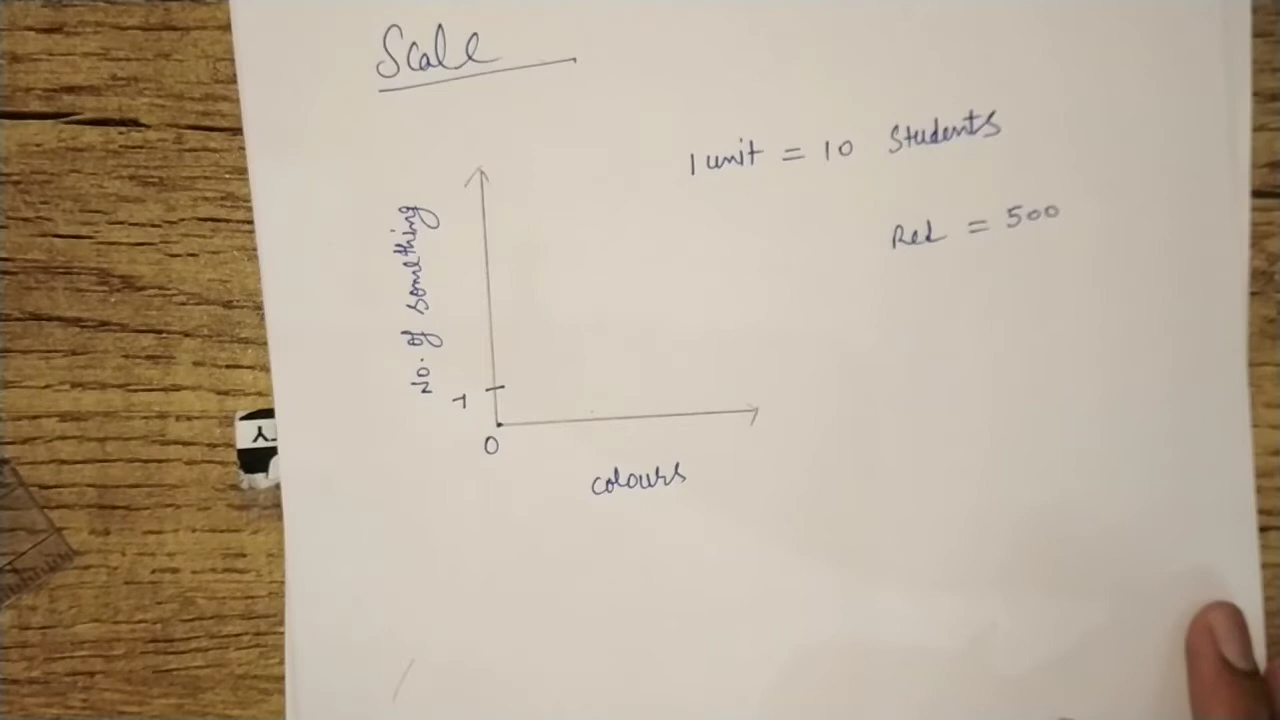 Scale
1 unit = 10 Students
Red = 500
No. of something
1
0
colours